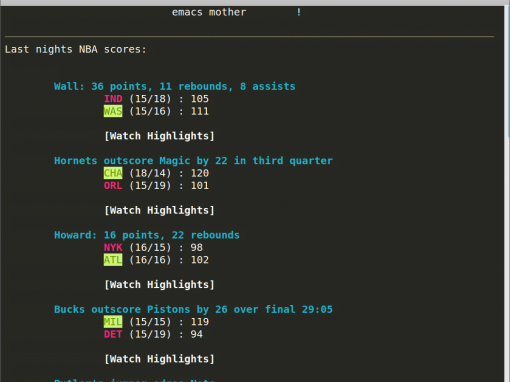 emacs mother !
Last nights NBA scores:
Wall: 36 points, 11 rebounds, 8 assists
IND (15/18) : 105
WAS (15/16) : 111
[Watch Highlights]
Hornets outscore Magic by 22 in third quarter
CHA (18/14) : 120
ORL (15/19) : 101
[Watch Highlights]
Howard: 16 points, 22 rebounds
NYK (16/15) : 98
ATL (16/16) : 102
[Watch Highlights]
Bucks outscore Pistons by 26 over final 29:05
MIL (15/15) : 119
DET (15/19) : 94
[Watch Highlights]